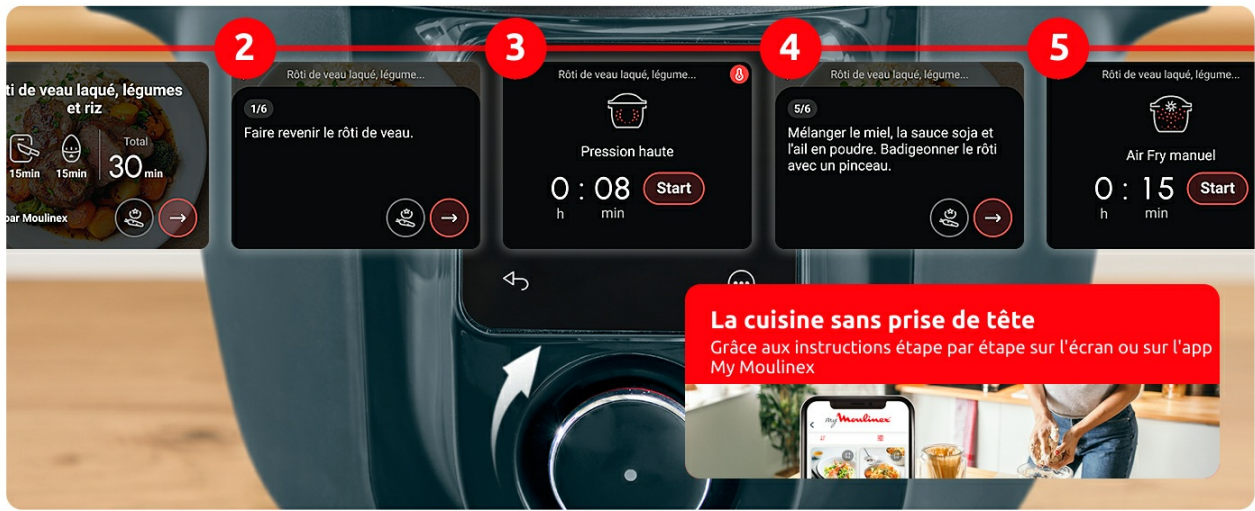 2
3
4
5
ti de veau laqué, légumes
et riz
15min
15min
Total
30 min
par Moulinex
Rôti de veau laqué, légume...
1/6
Faire revenir le rôti de veau.
Rôti de veau laqué, légume...
Pression haute
0 : 08
h min
Start
Rôti de veau laqué, légume...
5/6
Mélanger le miel, la sauce soja et
l'ail en poudre. Badigeonner le rôti
avec un pinceau.
Rôti de veau laqué, légume...
Air Fry manuel
0 : 15
h min
Start
La cuisine sans prise de tête
Grâce aux instructions étape par étape sur l'écran ou sur l'app
My Moulinex
my Moulinex